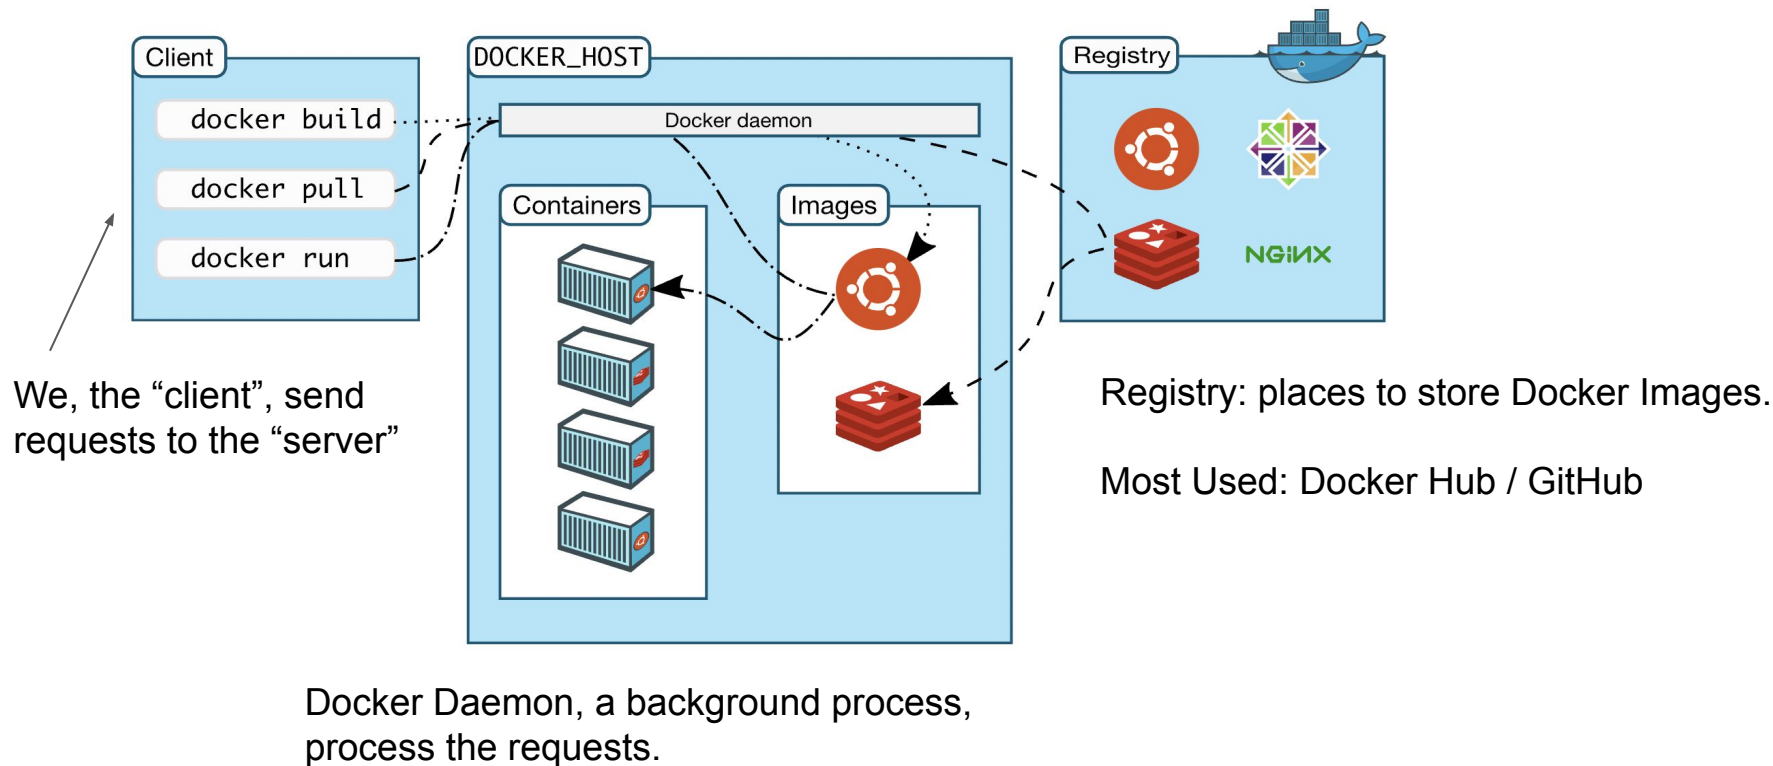 Client
docker build
docker pull
docker run
DOCKER_HOST
Docker daemon
Containers
Images
Registry
NGiNX
We, the “client”, send
requests to the “server”
Registry: places to store Docker Images.
Most Used: Docker Hub / GitHub
Docker Daemon, a background process,
process the requests.